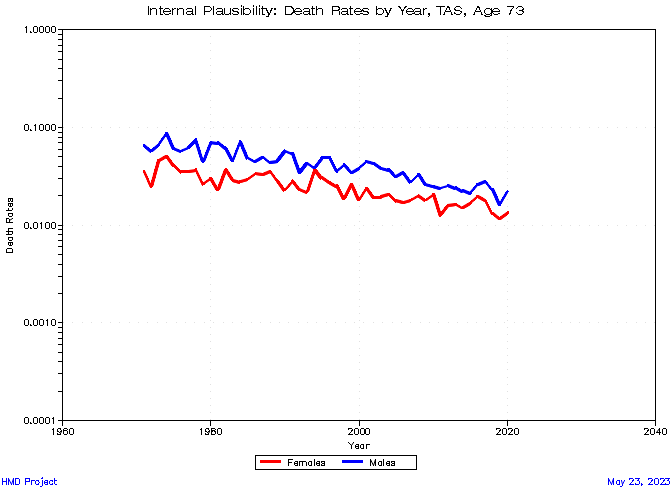 Internal Plausibility: Death Rates by Year, TAS, Age 73
1.0000
0.1000
0.0100
0.0010
0.0001
Death Rates
1960
1980
2000
2020
2040
Year
Females
Males
HMD Project
May 23, 2023